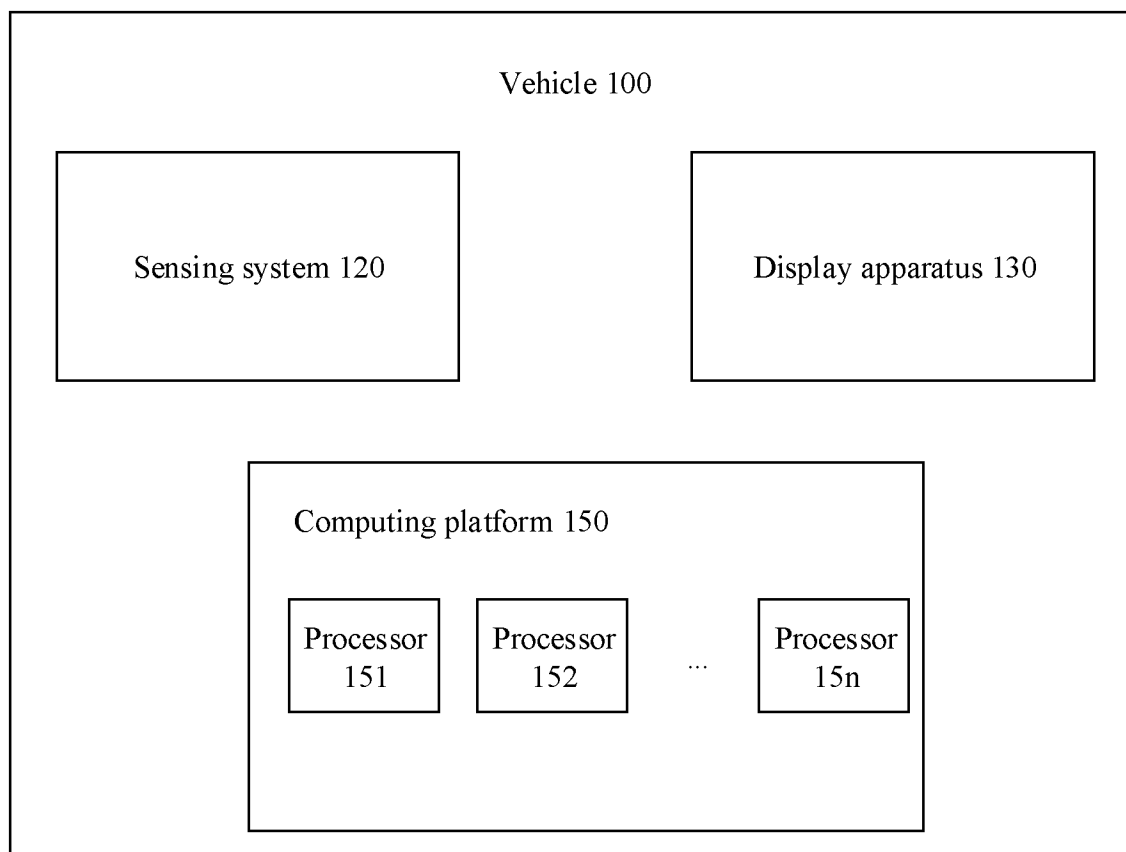 Vehicle 100
Sensing system 120
Display apparatus 130
Computing platform 150
Processor
151
Processor
152
...
Processor
15n